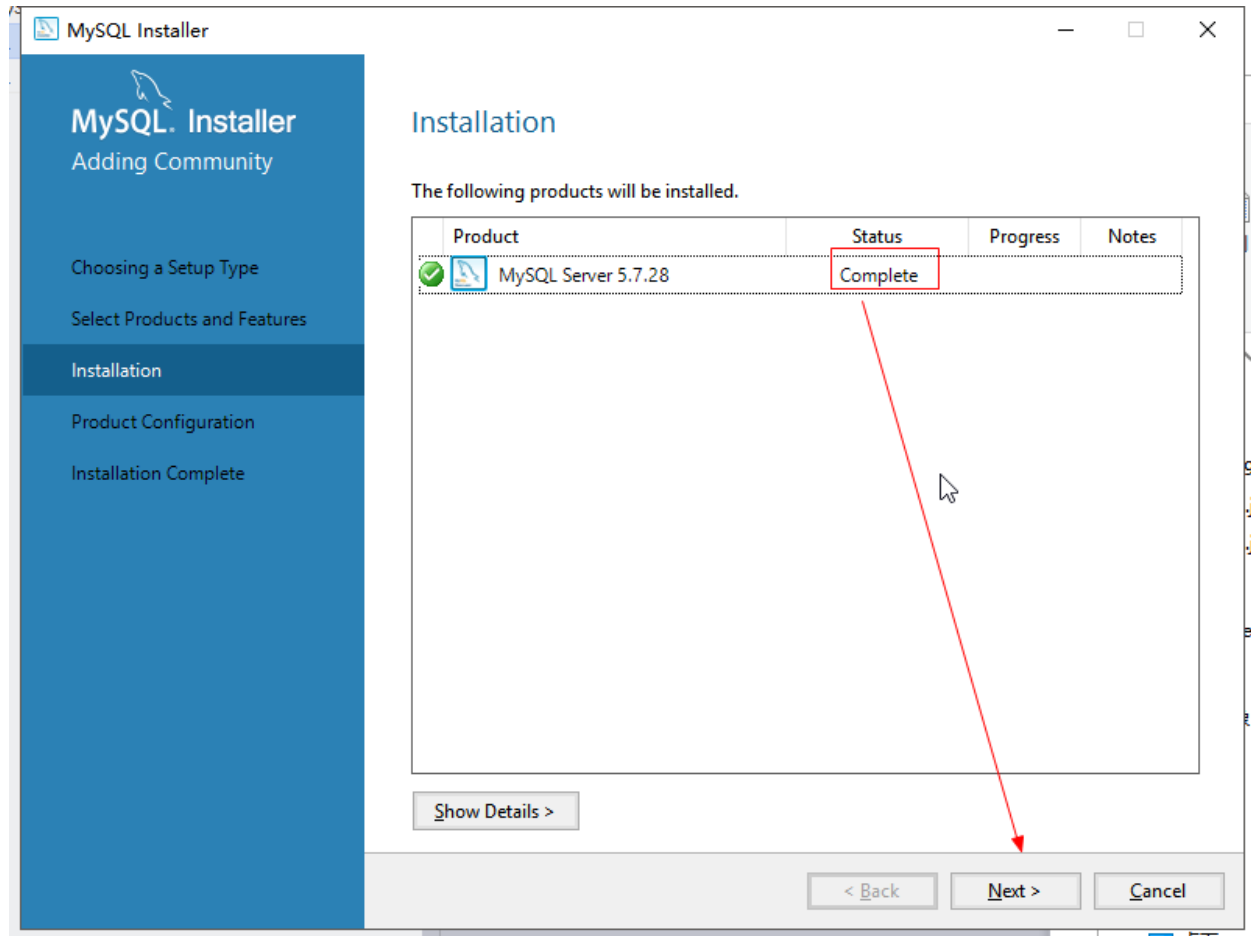 MySQL Installer
MySQL. Installer
Adding Community
Choosing a Setup Type
Select Products and Features
Installation
Product Configuration
Installation Complete
Installation
The following products will be installed.
Product Status Progress Notes
MySQL Server 5.7.28 Complete
Show Details >
< Back Next > Cancel